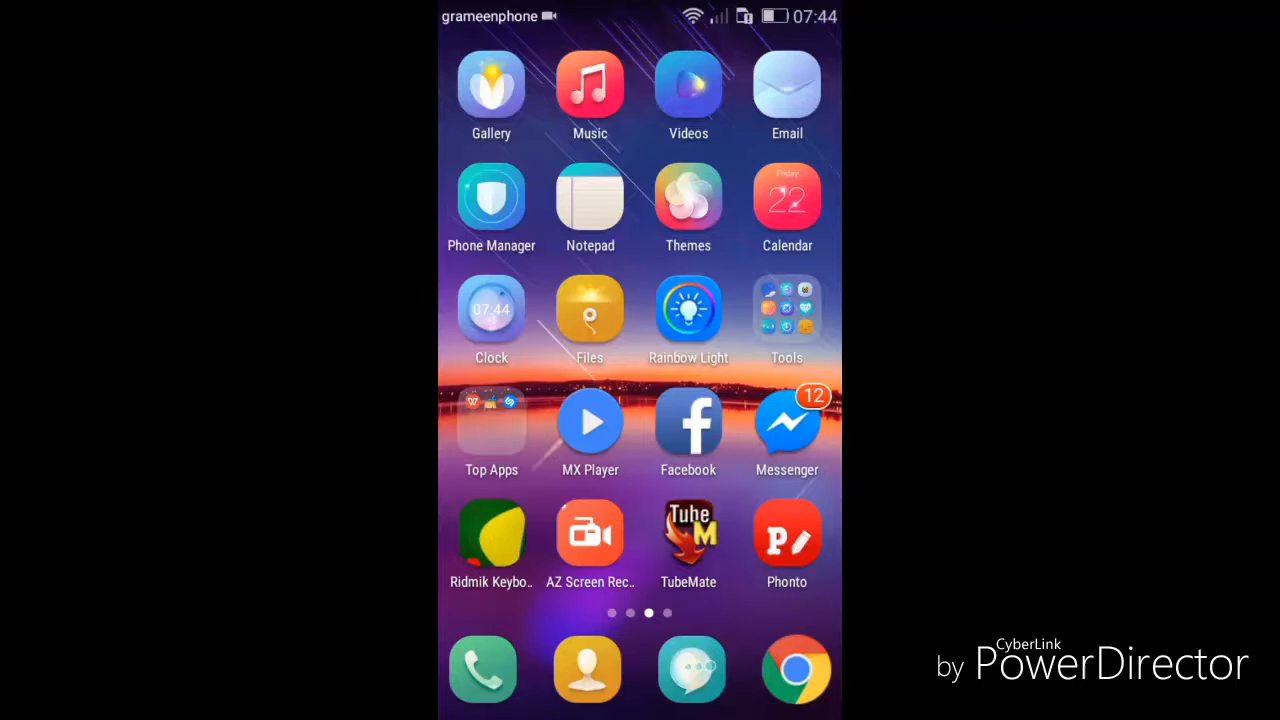 grameenphone 07:44
Gallery Music Videos Email
Friday
22
Phone Manager Notepad Themes Calendar
07:44
Clock Files Rainbow Light Tools
12
Top Apps MX Player Facebook Messenger
Tube
M
P
Ridmik Keybo.. AZ Screen Rec.. TubeMate Phonto
CyberLink
by PowerDirector